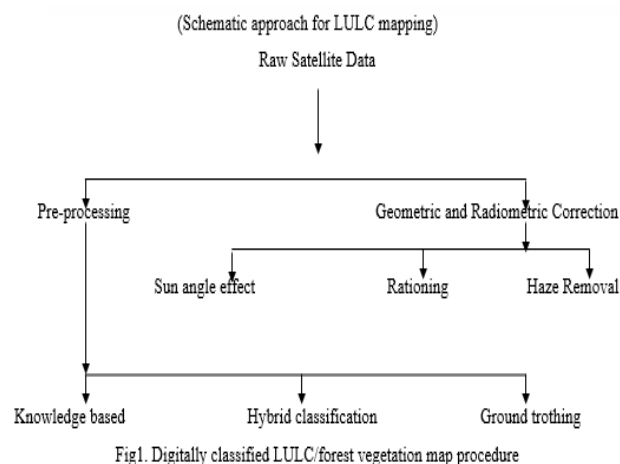 (Schematic approach for LULC mapping)
Raw Satellite Data
Pre-processing
Geometric and Radiometric Correction
Sun angle effect
Rationing
Haze Removal
Knowledge based
Hybrid classification
Ground trothing
Fig1. Digitally classified LULC/forest vegetation map procedure